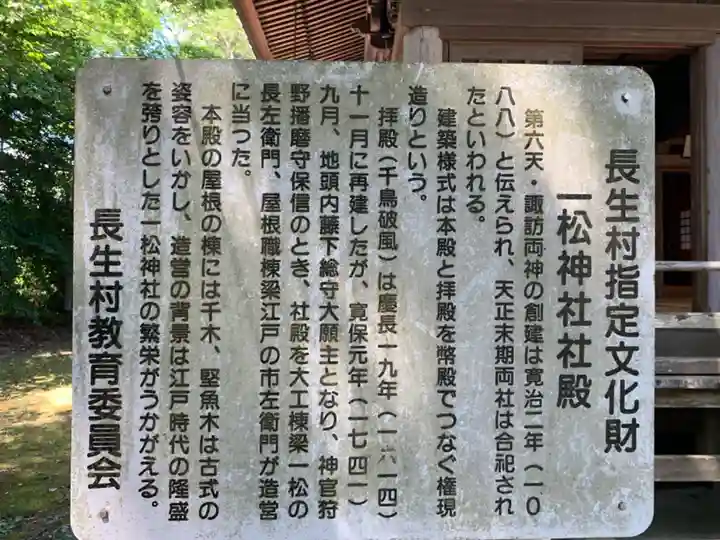 長生村指定文化財
一松神社社殿
第六天・諏訪両神の創建は寛治二年（一〇
八八）と伝えられ、天正末期両社は合祀され
たといわれる。
建築様式は本殿と拝殿を幣殿でつなぐ権現
造りという。
拝殿（千鳥破風）は慶長一九年（一六一四）
十一月に再建したが、寛保元年（一七四一）
九月、地頭内藤下総守大願主となり、神官狩
野播磨守保信のとき、社殿を大工棟梁一松の
長左衛門、屋根職棟梁江戸の市左衛門が造営
に当った。
本殿の屋根の棟には千木、堅魚木は古式の
姿容をいかし、造営の背景は江戸時代の隆盛
を誇りとした一松神社の繁栄がうかがえる。
長生村教育委員会